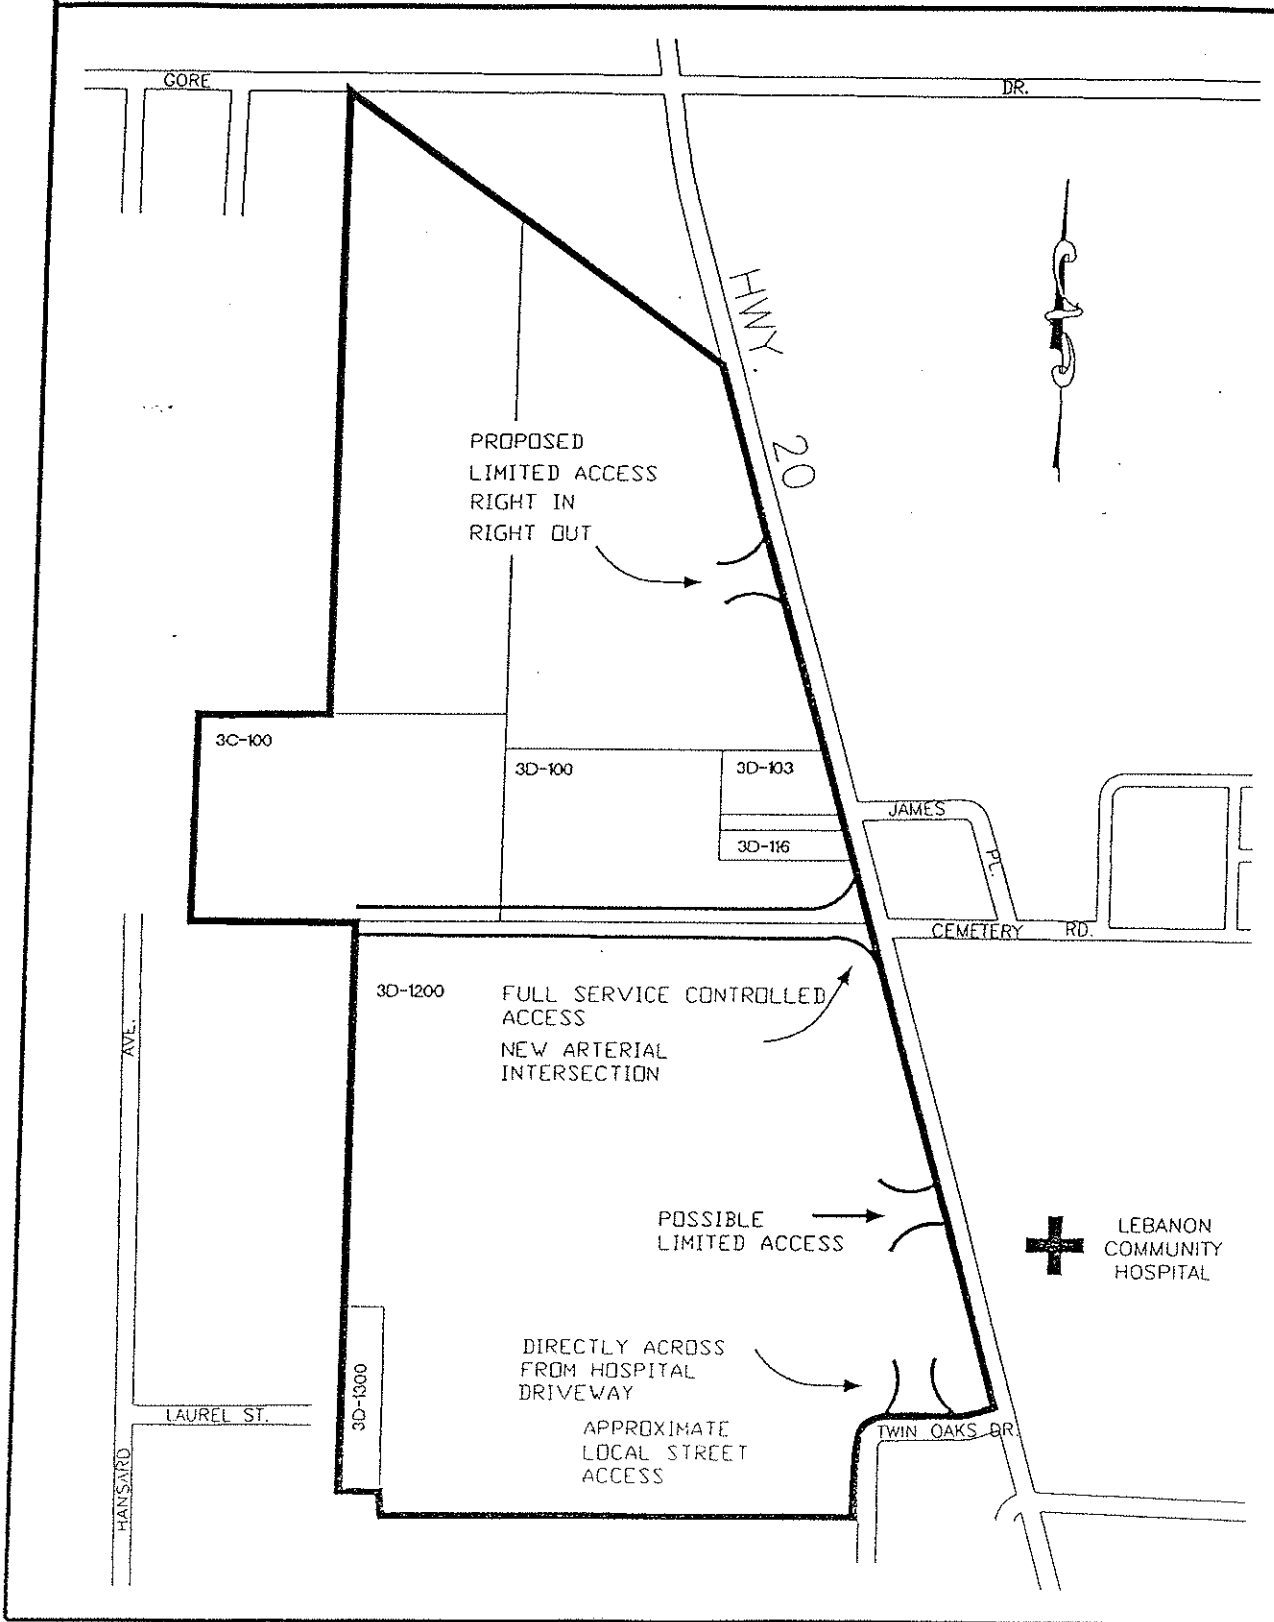 GORE
DR.
HWY.
20
PROPOSED
LIMITED ACCESS
RIGHT IN
RIGHT OUT
3C-100
3D-100
3D-103
3D-116
JAMES
PL.
CEMETERY RD.
3D-1200
FULL SERVICE CONTROLLED
ACCESS
NEW ARTERIAL
INTERSECTION
AVE.
POSSIBLE
LIMITED ACCESS
LEBANON
COMMUNITY
HOSPITAL
DIRECTLY ACROSS
FROM HOSPITAL
DRIVEWAY
3D-1300
LAUREL ST.
APPROXIMATE
LOCAL STREET
ACCESS
TWIN OAKS DR.
HANSARD